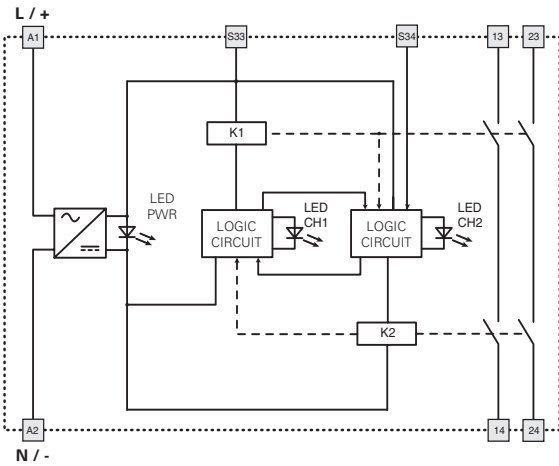 L / +
A1
S33
S34
13
23
K1
LED
PWR
LOGIC
CIRCUIT
LED
CH1
LOGIC
CIRCUIT
LED
CH2
K2
A2
14
24
N / -